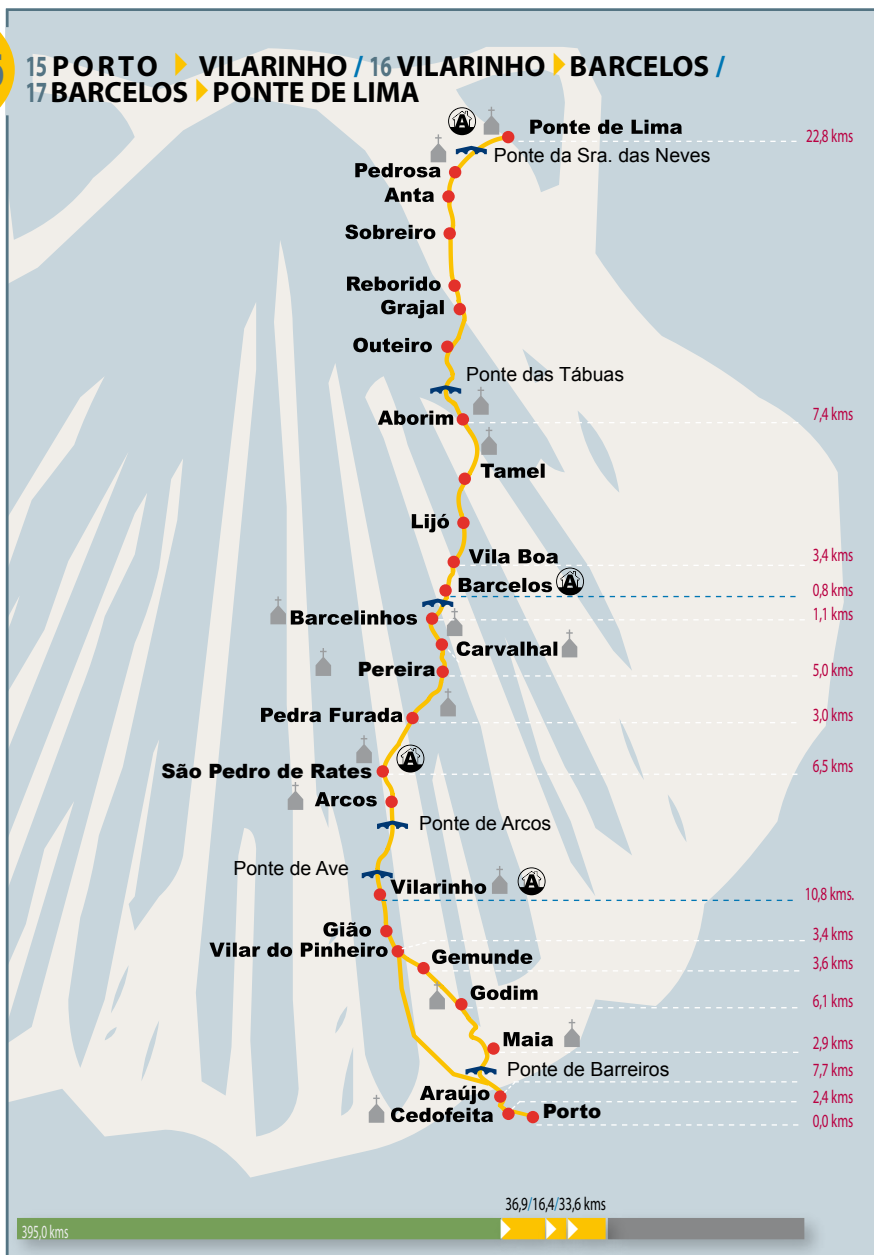 15 PORTO VILARINHO / 16 VILARINHO BARCELOS /
17 BARCELOS PONTE DE LIMA
A
Ponte de Lima
22,8 kms
Ponte da Sra. das Neves
Pedrosa
Anta
Sobreiro
Reborido
Grajal
Outeiro
Ponte das Tábuas
Aborim
7,4 kms
Tamel
Lijó
Vila Boa
3,4 kms
Barcelos A
0,8 kms
Barcelinhos
1,1 kms
Carvalhal
Pereira
5,0 kms
Pedra Furada
3,0 kms
A
São Pedro de Rates
6,5 kms
Arcos
Ponte de Arcos
Ponte de Ave
Vilarinho A
10,8 kms.
Gião
Vilar do Pinheiro
3,4 kms
Gemunde
3,6 kms
Godim
6,1 kms
Maia
2,9 kms
Ponte de Barreiros
7,7 kms
Araújo
2,4 kms
Cedofeita
Porto
0,0 kms
36,9/16,4/33,6 kms
395,0 kms